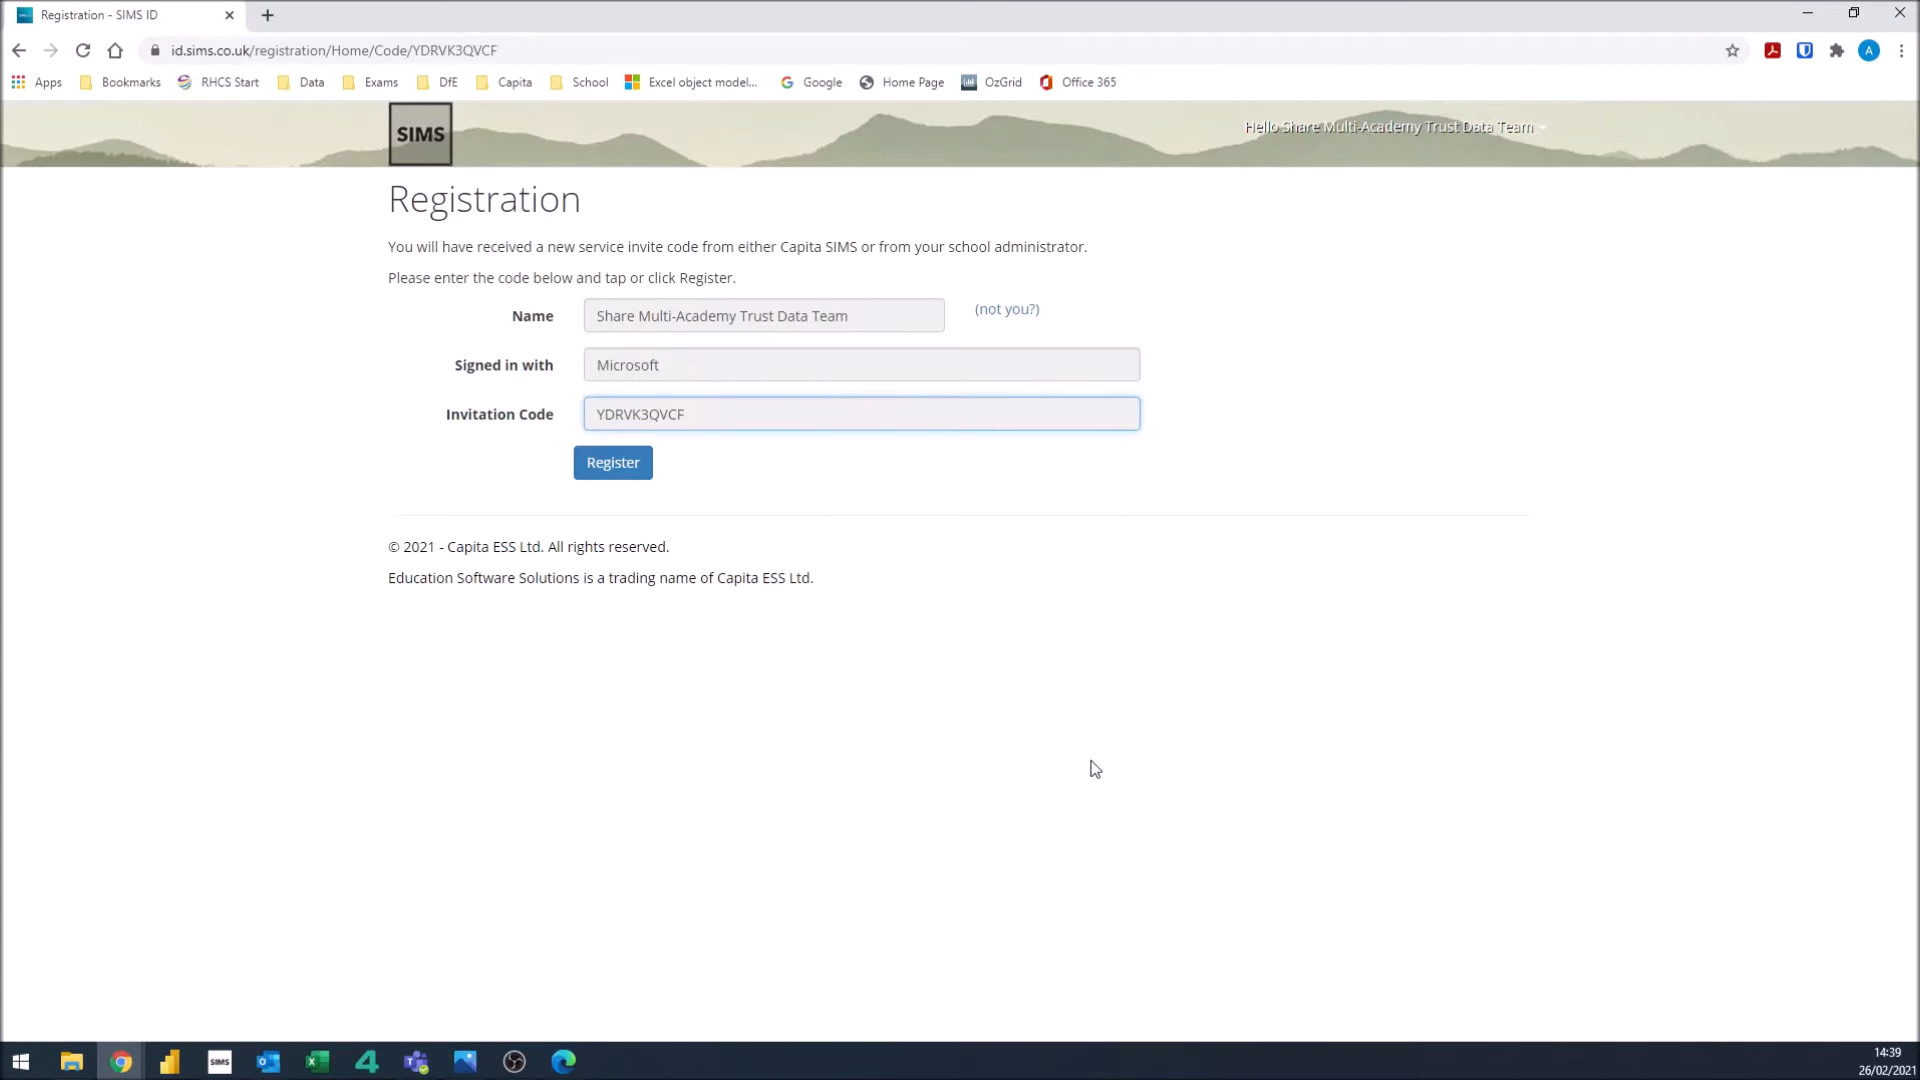 Registration - SIMS ID
id.sims.co.uk/registration/Home/Code/YDRVK3QVCF
A
Apps Bookmarks RHCS Start Data Exams DfE Capita School Excel object model... Google Home Page OzGrid Office 365
SIMS
Hello Share Multi-Academy Trust Data Team
Registration
You will have received a new service invite code from either Capita SIMS or from your school administrator.
Please enter the code below and tap or click Register.
Name Share Multi-Academy Trust Data Team (not you?)
Signed in with Microsoft
Invitation Code YDRVK3QVCF
Register
© 2021 - Capita ESS Ltd. All rights reserved.
Education Software Solutions is a trading name of Capita ESS Ltd.
SIMS
14:39
26/02/2021